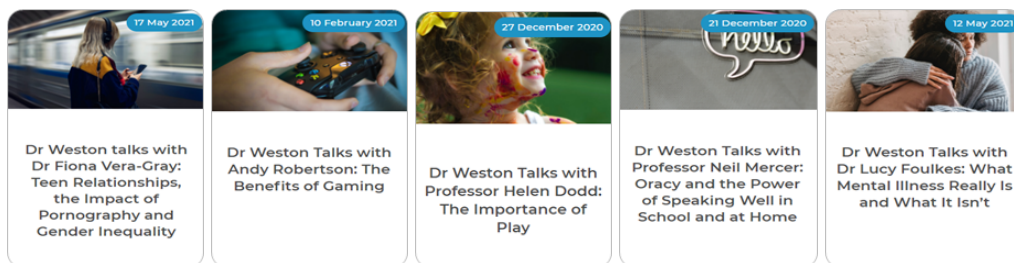 17 May 2021
Dr Weston talks with
Dr Fiona Vera-Gray:
Teen Relationships,
the Impact of
Pornography and
Gender Inequality
10 February 2021
Dr Weston Talks with
Andy Robertson: The
Benefits of Gaming
27 December 2020
Dr Weston Talks with
Professor Helen Dodd:
The Importance of
Play
21 December 2020
hello
Dr Weston Talks with
Professor Neil Mercer:
Oracy and the Power
of Speaking Well in
School and at Home
12 May 2021
Dr Weston Talks with
Dr Lucy Foulkes: What
Mental Illness Really Is
and What It Isn’t